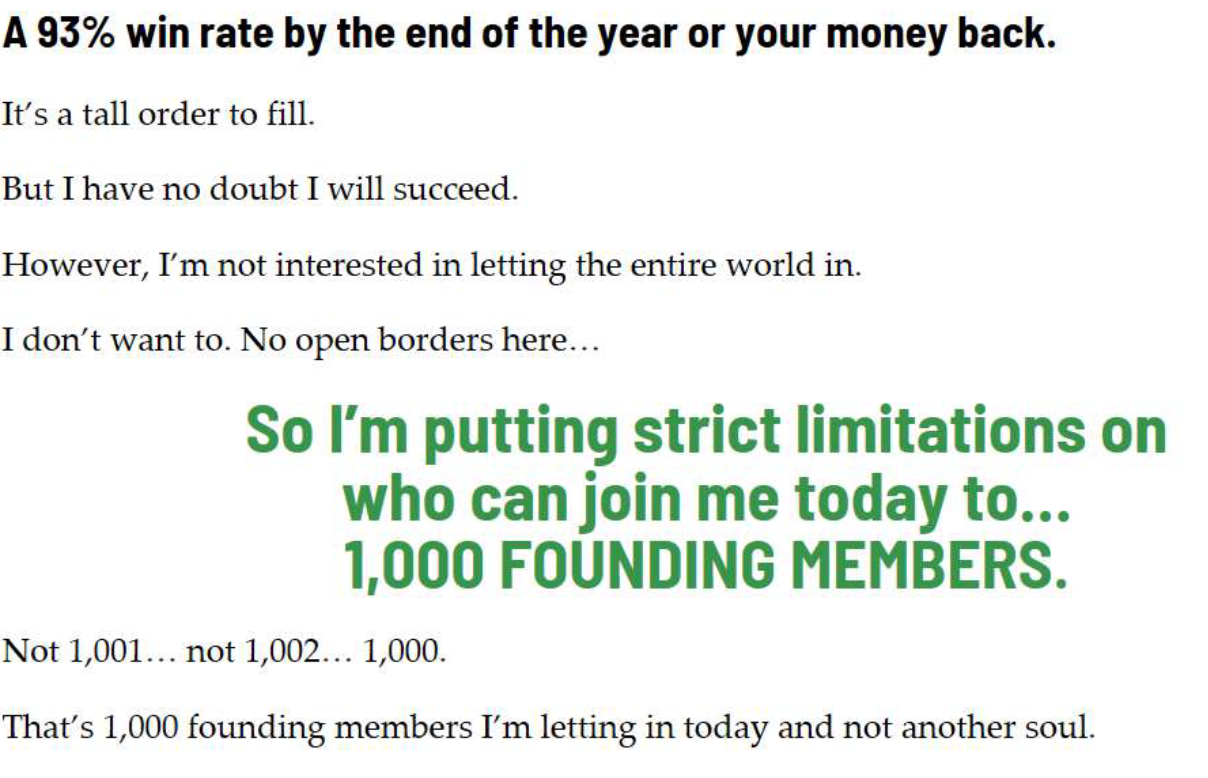 A 93% win rate by the end of the year or your money back.
It’s a tall order to fill.
But I have no doubt I will succeed.
However, I’m not interested in letting the entire world in.
I don’t want to. No open borders here…
So I’m putting strict limitations on
who can join me today to…
1,000 FOUNDING MEMBERS.
Not 1,001… not 1,002… 1,000.
That’s 1,000 founding members I’m letting in today and not another soul.